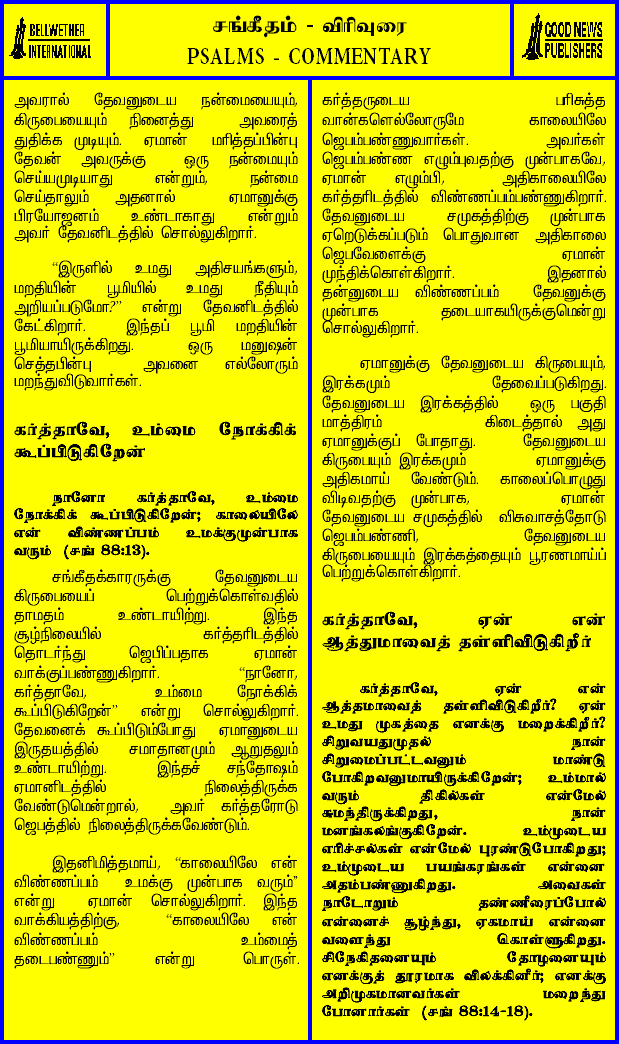 BELLWETHER
INTERNATIONAL
சங்கீதம் - விரிவுரை
PSALMS - COMMENTARY
GOOD NEWS
PUBLISHERS
அவரால் தேவனுடைய நன்மையையும்,
கிருபையையும் நினைத்து அவரைத்
துதிக்க முடியும். ஏமான் மரித்தப்பின்பு
தேவன் அவருக்கு ஒரு நன்மையும்
செய்யமுடியாது என்றும், நன்மை
செய்தாலும் அதனால் ஏமானுக்கு
பிரயோஜனம் உண்டாகாது என்றும்
அவர் தேவனிடத்தில் சொல்லுகிறார்.
“இருளில் உமது அதிசயங்களும்,
மறதியின் பூமியில் உமது நீதியும்
அறியப்படுமோ?” என்று தேவனிடத்தில்
கேட்கிறார். இந்தப் பூமி மறதியின்
பூமியாயிருக்கிறது. ஒரு மனுஷன்
செத்தபின்பு அவனை எல்லோரும்
மறந்துவிடுவார்கள்.
கர்த்தாவே, உம்மை நோக்கிக்
கூப்பிடுகிறேன்
நானோ கர்த்தாவே, உம்மை
நோக்கிக் கூப்பிடுகிறேன்; காலையிலே
என் விண்ணப்பம் உமக்குமுன்பாக
வரும் (சங் 88:13).
சங்கீதக்காரருக்கு தேவனுடைய
கிருபையைப் பெற்றுக்கொள்வதில்
தாமதம் உண்டாயிற்று. இந்த
சூழ்நிலையில் கர்த்தரிடத்தில்
தொடர்ந்து ஜெபிப்பதாக ஏமான்
வாக்குப்பண்ணுகிறார். “நானோ,
கர்த்தாவே, உம்மை நோக்கிக்
கூப்பிடுகிறேன்” என்று சொல்லுகிறார்.
தேவனைக் கூப்பிடும்போது ஏமானுடைய
இருதயத்தில் சமாதானமும் ஆறுதலும்
உண்டாயிற்று. இந்தச் சந்தோஷம்
ஏமானிடத்தில் நிலைத்திருக்க
வேண்டுமென்றால், அவர் கர்த்தரோடு
ஜெபத்தில் நிலைத்திருக்கவேண்டும்.
இதனிமித்தமாய், “காலையிலே என்
விண்ணப்பம் உமக்கு முன்பாக வரும்”
என்று ஏமான் சொல்லுகிறார். இந்த
வாக்கியத்திற்கு, “காலையிலே என்
விண்ணப்பம் உம்மைத்
தடைபண்ணும்” என்று பொருள்.
கர்த்தருடைய பரிசுத்த
வான்களெல்லோருமே காலையிலே
ஜெபம்பண்ணுவார்கள். அவர்கள்
ஜெபம்பண்ண எழும்புவதற்கு முன்பாகவே,
ஏமான் எழும்பி, அதிகாலையிலே
கர்த்தரிடத்தில் விண்ணப்பம்பண்ணுகிறார்.
தேவனுடைய சமுகத்திற்கு முன்பாக
ஏறெடுக்கப்படும் பொதுவான அதிகாலை
ஜெபவேளைக்கு ஏமான்
முந்திக்கொள்கிறார். இதனால்
தன்னுடைய விண்ணப்பம் தேவனுக்கு
முன்பாக தடையாகயிருக்குமென்று
சொல்லுகிறார்.
ஏமானுக்கு தேவனுடைய கிருபையும்,
இரக்கமும் தேவைப்படுகிறது.
தேவனுடைய இரக்கத்தில் ஒரு பகுதி
மாத்திரம் கிடைத்தால் அது
ஏமானுக்குப் போதாது. தேவனுடைய
கிருபையும் இரக்கமும் ஏமானுக்கு
அதிகமாய் வேண்டும். காலைப்பொழுது
விடிவதற்கு முன்பாக, ஏமான்
தேவனுடைய சமுகத்தில் விசுவாசத்தோடு
ஜெபம்பண்ணி, தேவனுடைய
கிருபையையும் இரக்கத்தையும் பூரணமாய்ப்
பெற்றுக்கொள்கிறார்.
கர்த்தாவே, ஏன் என்
ஆத்துமாவைத் தள்ளிவிடுகிறீர்
கர்த்தாவே, ஏன் என்
ஆத்தமாவைத் தள்ளிவிடுகிறீர்? ஏன்
உமது முகத்தை எனக்கு மறைக்கிறீர்?
சிறுவயதுமுதல் நான்
சிறுமைப்பட்டவனும் மாண்டு
போகிறவனுமாயிருக்கிறேன்; உம்மால்
வரும் திகில்கள் என்மேல்
சுமந்திருக்கிறது, நான்
மனங்கலங்குகிறேன். உம்முடைய
எரிச்சல்கள் என்மேல் புரண்டுபோகிறது;
உம்முடைய பயங்கரங்கள் என்னை
அதம்பண்ணுகிறது. அவைகள்
நாடோறும் தண்ணீரைப்போல்
என்னைச் சூழ்ந்து, ஏகமாய் என்னை
வளைந்து கொள்ளுகிறது.
சிநேகிதனையும் தோழனையும்
எனக்குத் தூரமாக விலக்கினீர்; எனக்கு
அறிமுகமானவர்கள் மறைந்து
போனார்கள் (சங் 88:14-18).